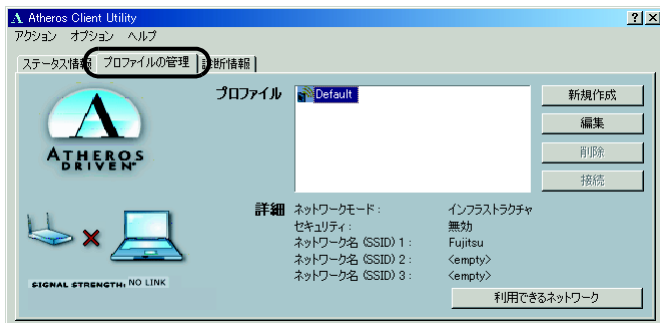 Atheros Client Utility
アクション オプション ヘルプ
ステータス情報 プロファイルの管理 診断情報
プロファイル Default
新規作成
編集
削除
接続
ATHEROS
DRIVEN
詳細
ネットワークモード： インフラストラクチャ
セキュリティ： 無効
ネットワーク名 (SSID) 1： Fujitsu
ネットワーク名 (SSID) 2： <empty>
ネットワーク名 (SSID) 3： <empty>
SIGNAL STRENGTH: NO LINK
利用できるネットワーク